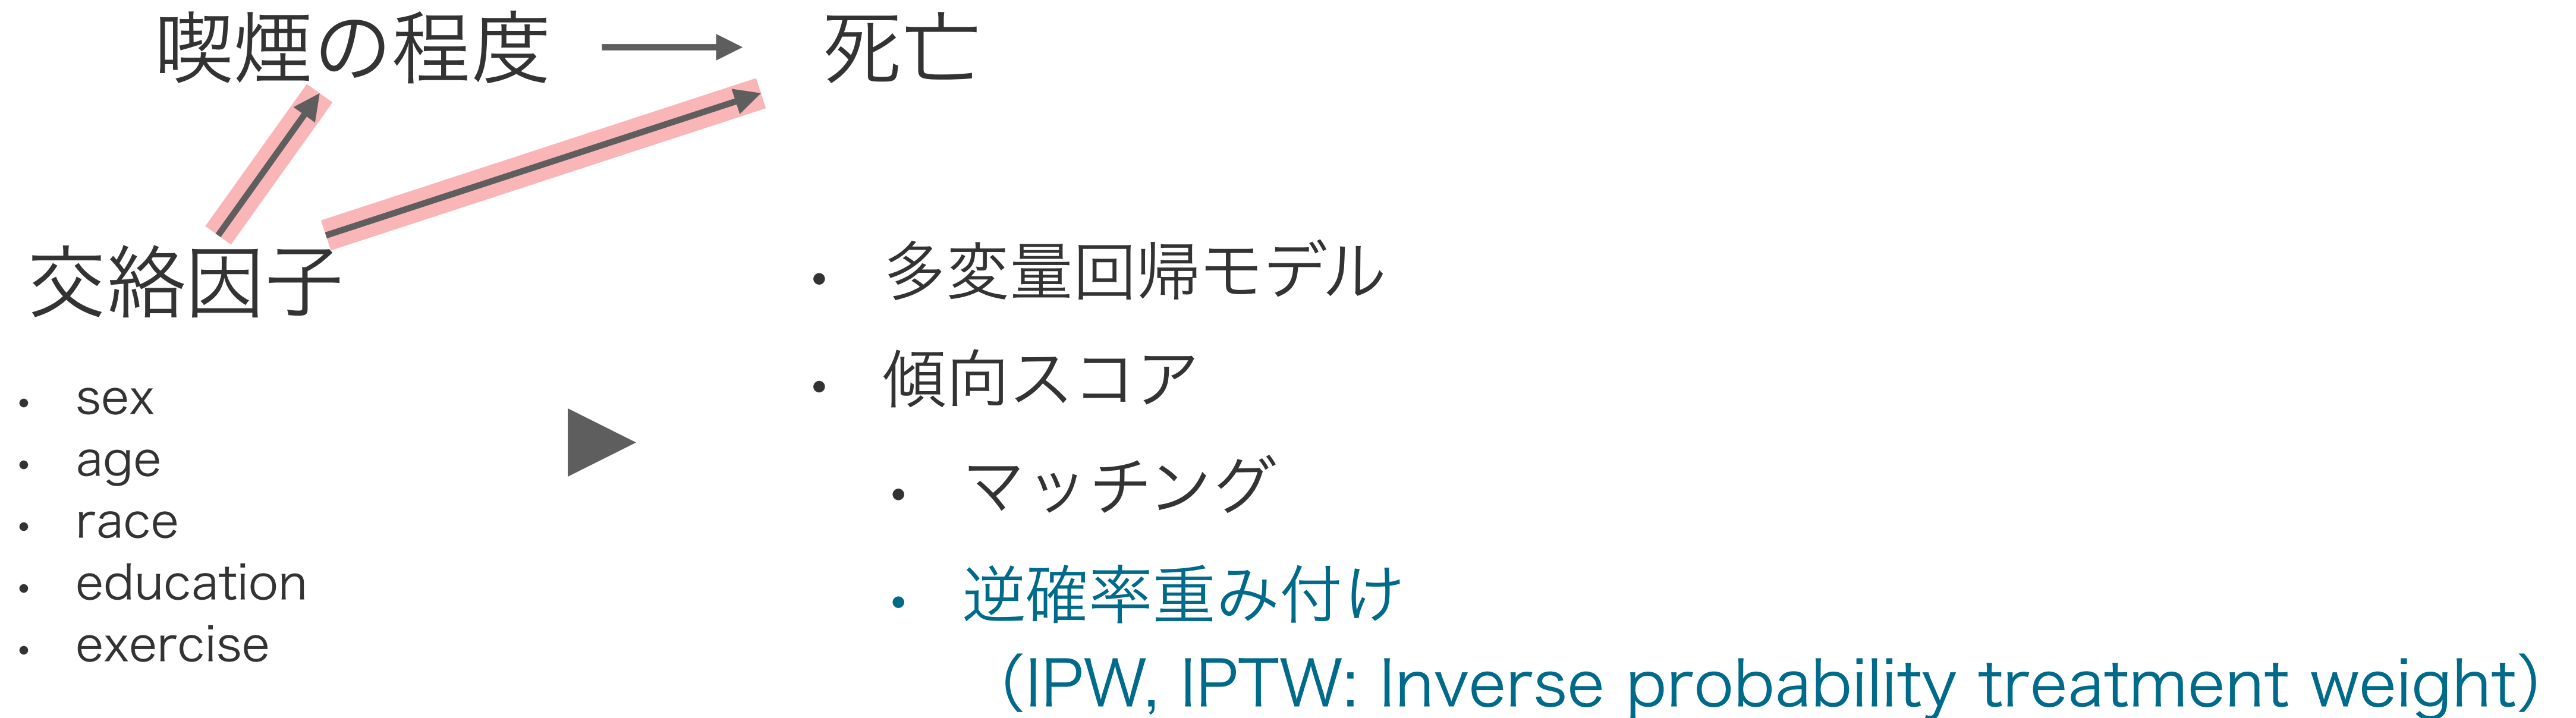 喫煙の程度 死亡
交絡因子
• sex
• age
• race
• education
• exercise
• 多変量回帰モデル
• 傾向スコア
• マッチング
• 逆確率重み付け
(IPW, IPTW: Inverse probability treatment weight)